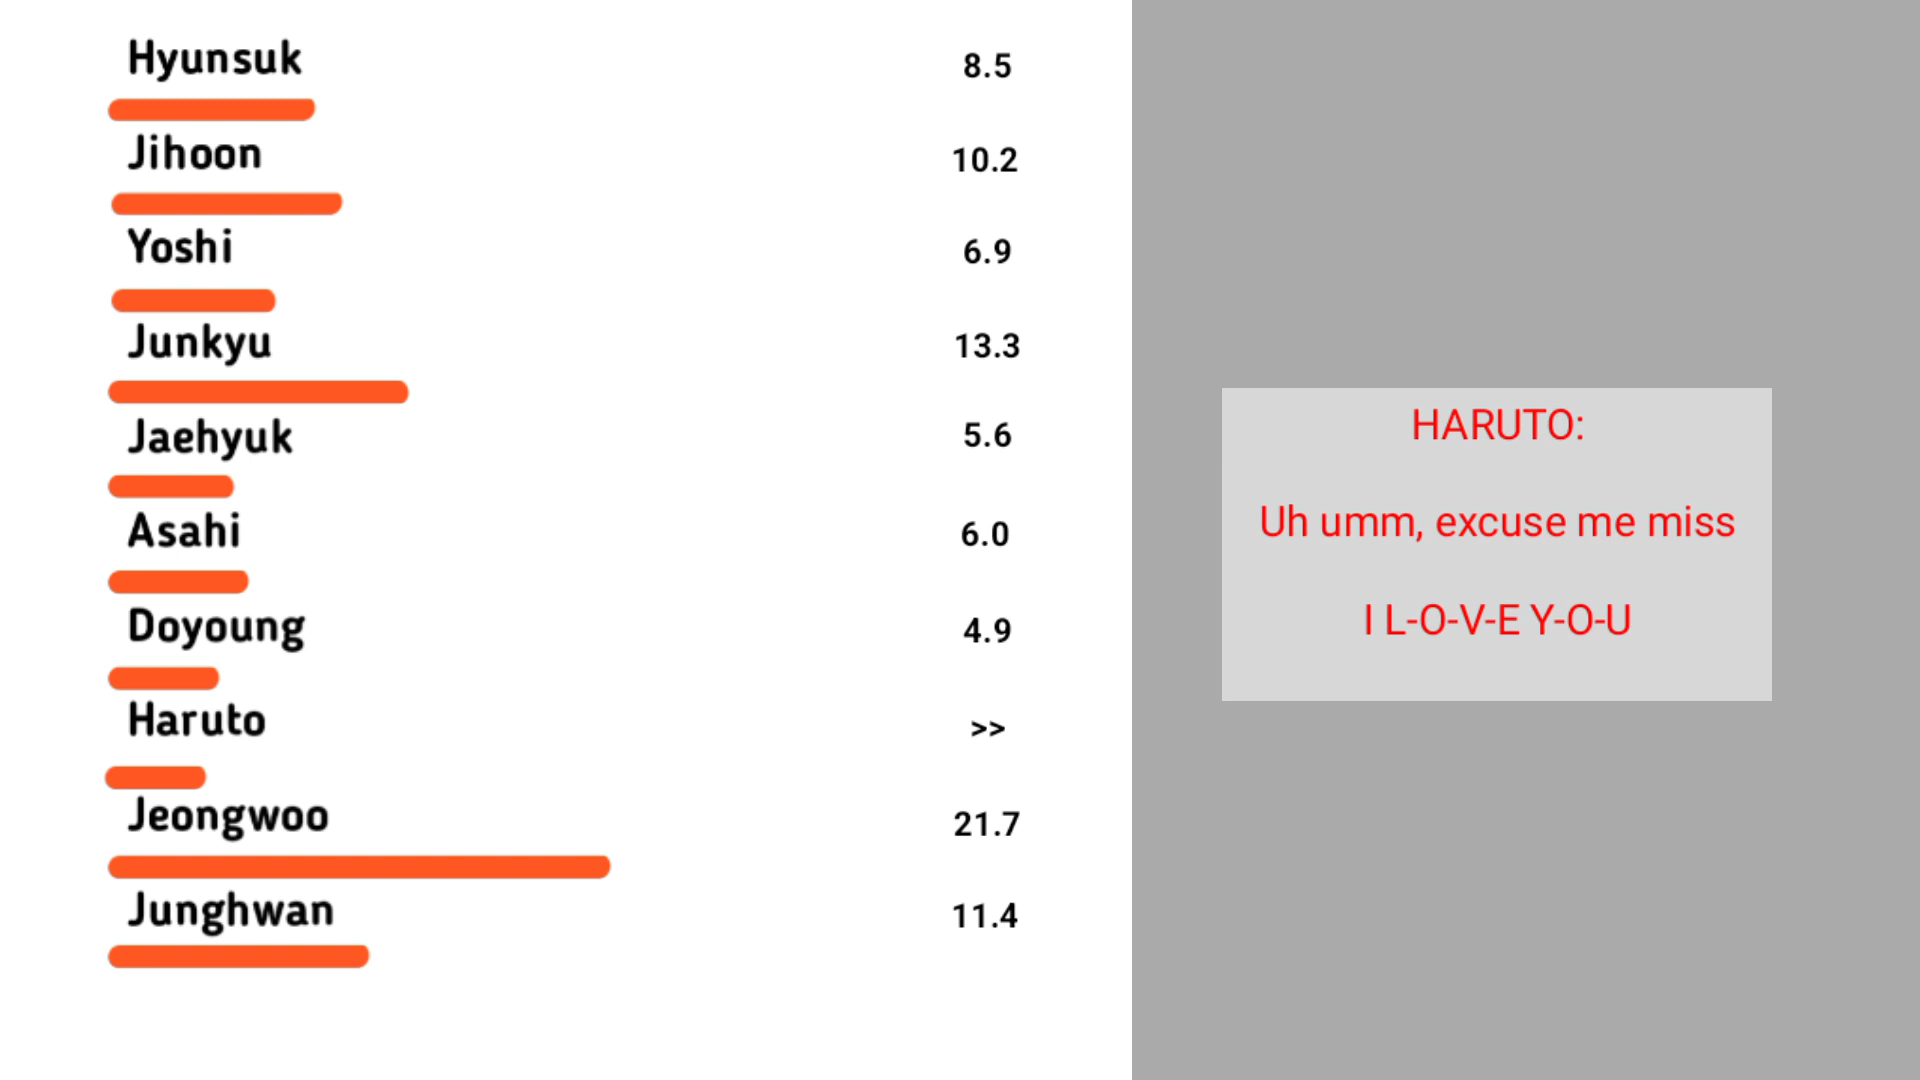 Hyunsuk 8.5
Jihoon 10.2
Yoshi 6.9
Junkyu 13.3
Jaehyuk 5.6
Asahi 6.0
Doyoung 4.9
Haruto >>
Jeongwoo 21.7
Junghwan 11.4
HARUTO:
Uh umm, excuse me miss
I L-O-V-E Y-O-U